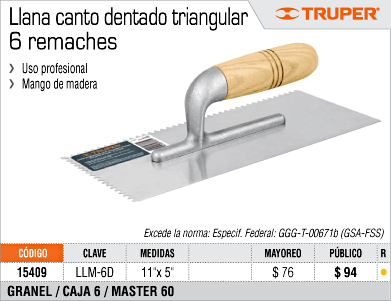 Llana canto dentado triangular
6 remaches
TRUPER®
› Uso profesional
› Mango de madera
Excede la norma: Especif. Federal: GGG-T-00671b (GSA-FSS)
CÓDIGO CLAVE MEDIDAS MAYOREO PÚBLICO R
15409 LLM-6D 11"x 5" $ 76 $ 94
GRANEL / CAJA 6 / MASTER 60